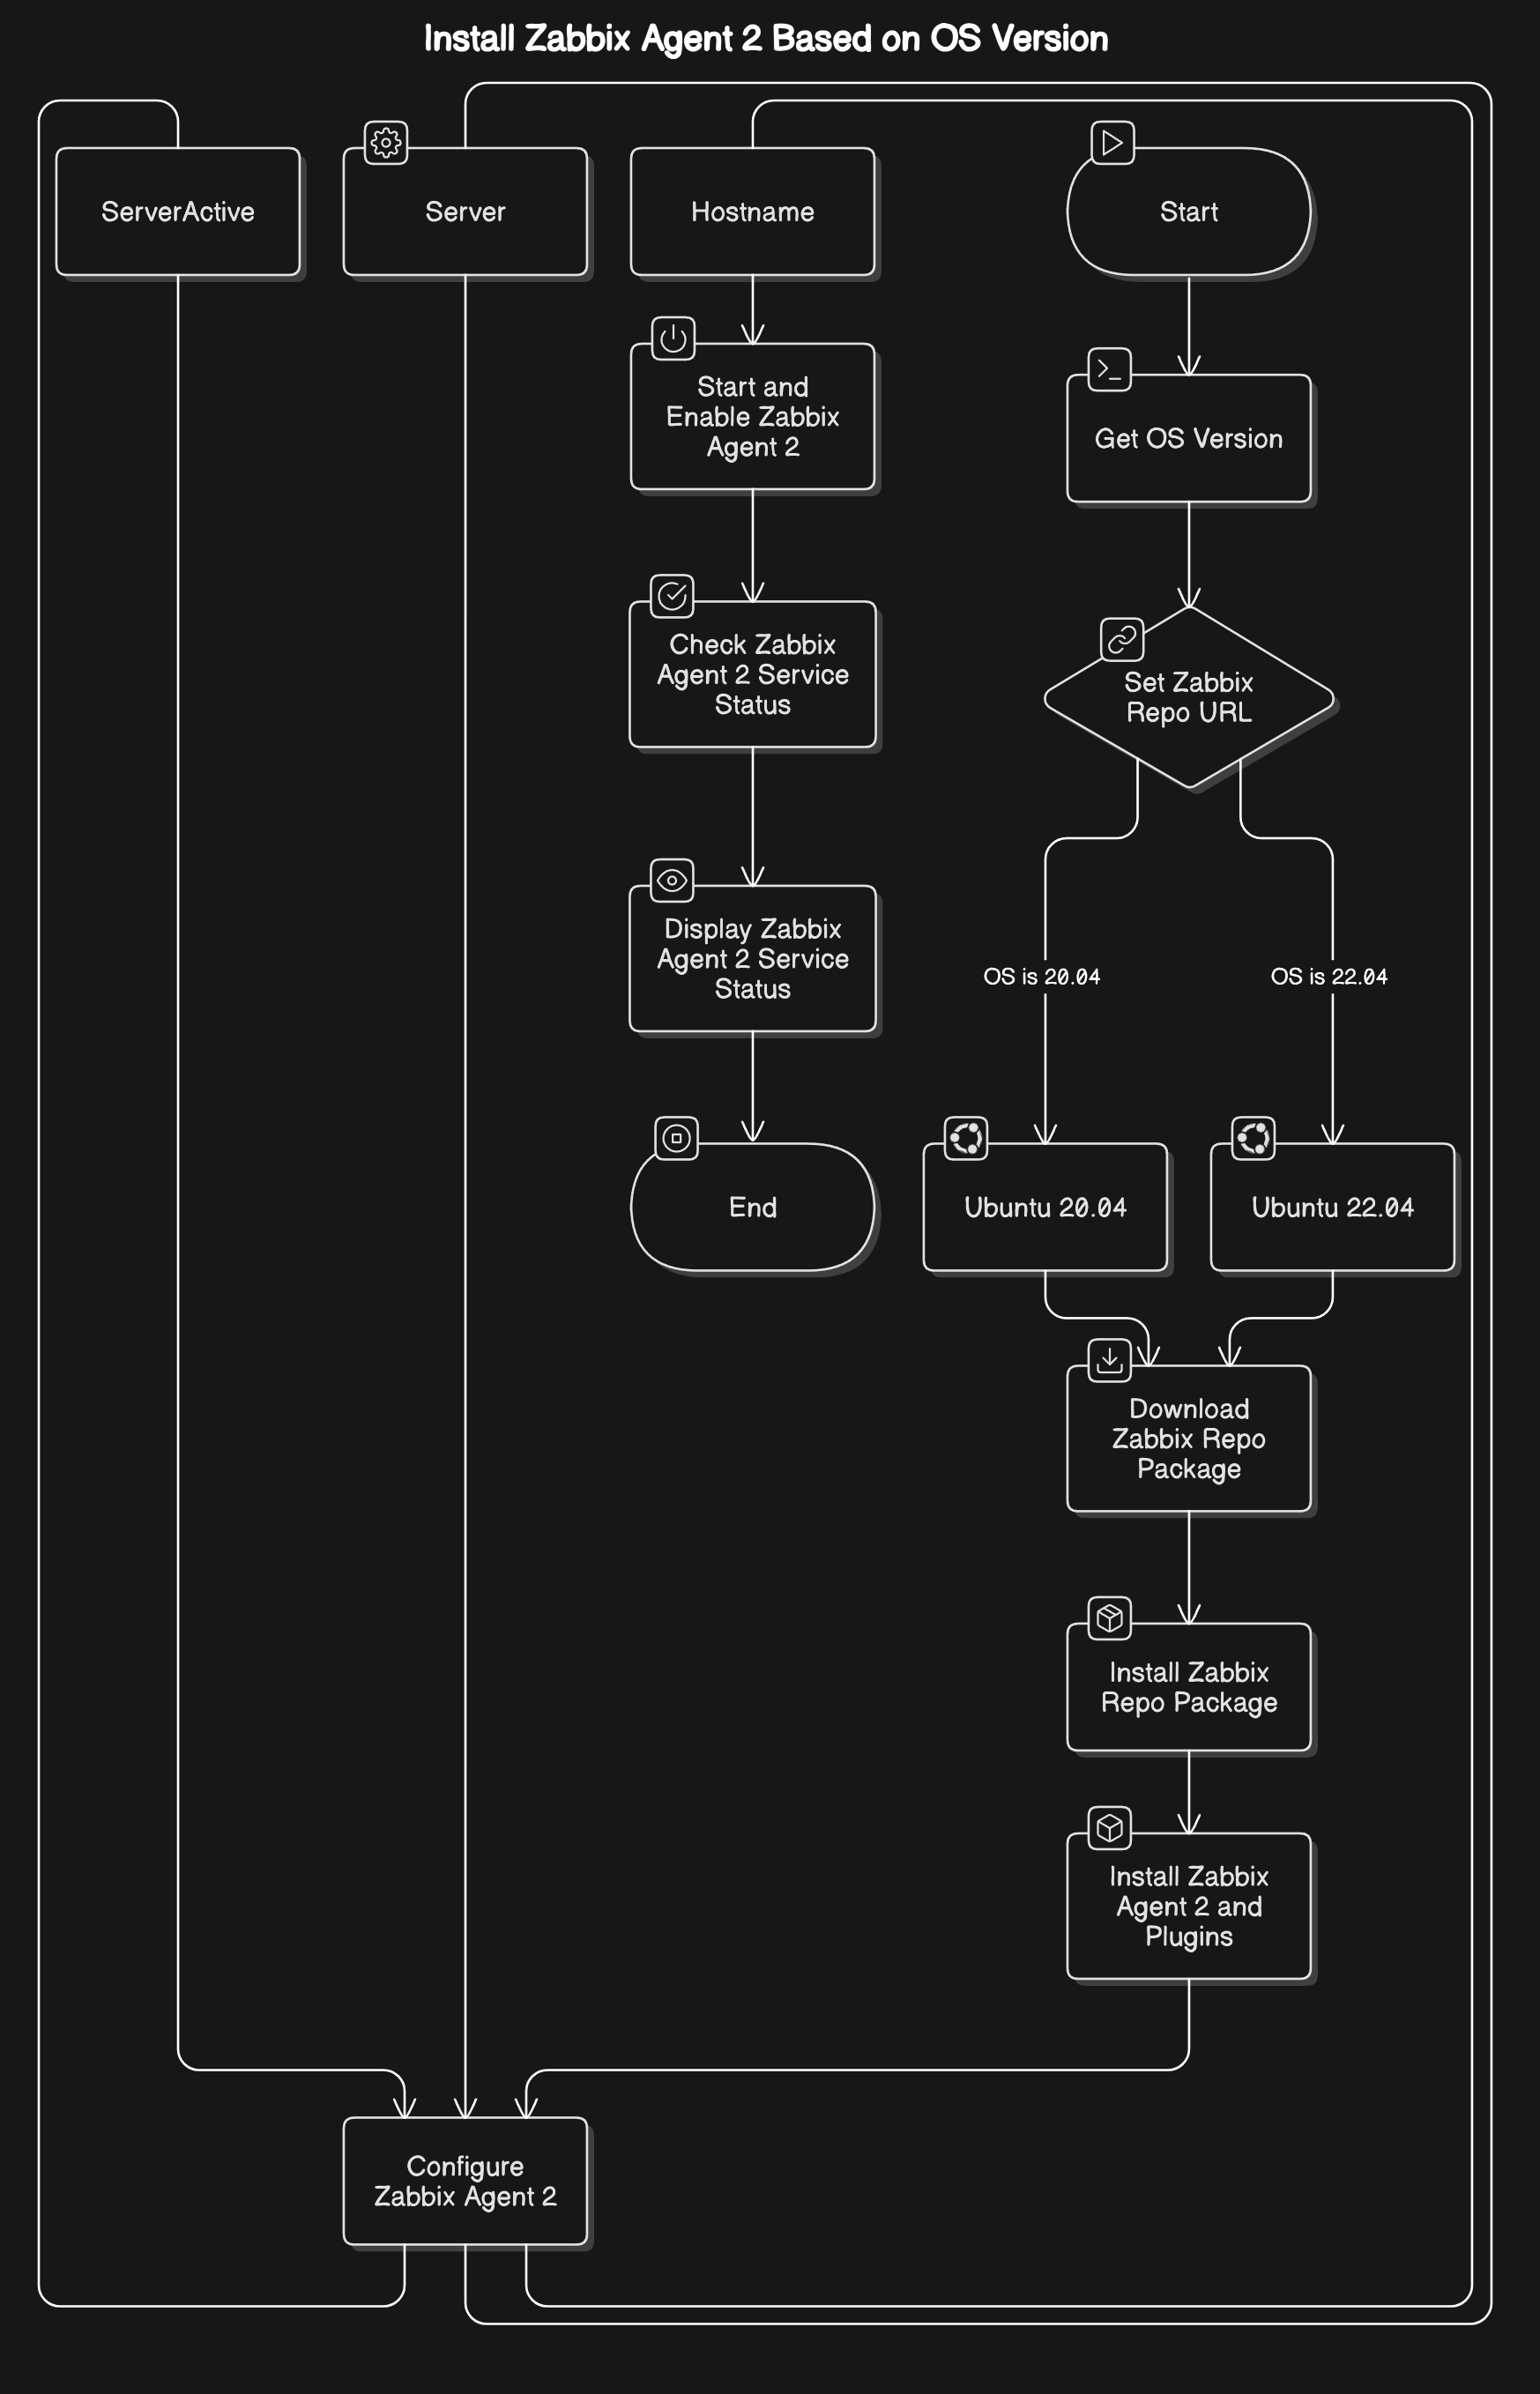 Install Zabbix Agent 2 Based on OS Version
ServerActive
Server
Hostname
Start
Start and
Enable Zabbix
Agent 2
Get OS Version
Check Zabbix
Agent 2 Service
Status
Set Zabbix
Repo URL
Display Zabbix
Agent 2 Service
Status
OS is 20.04
OS is 22.04
End
Ubuntu 20.04
Ubuntu 22.04
Download
Zabbix Repo
Package
Install Zabbix
Repo Package
Install Zabbix
Agent 2 and
Plugins
Configure
Zabbix Agent 2